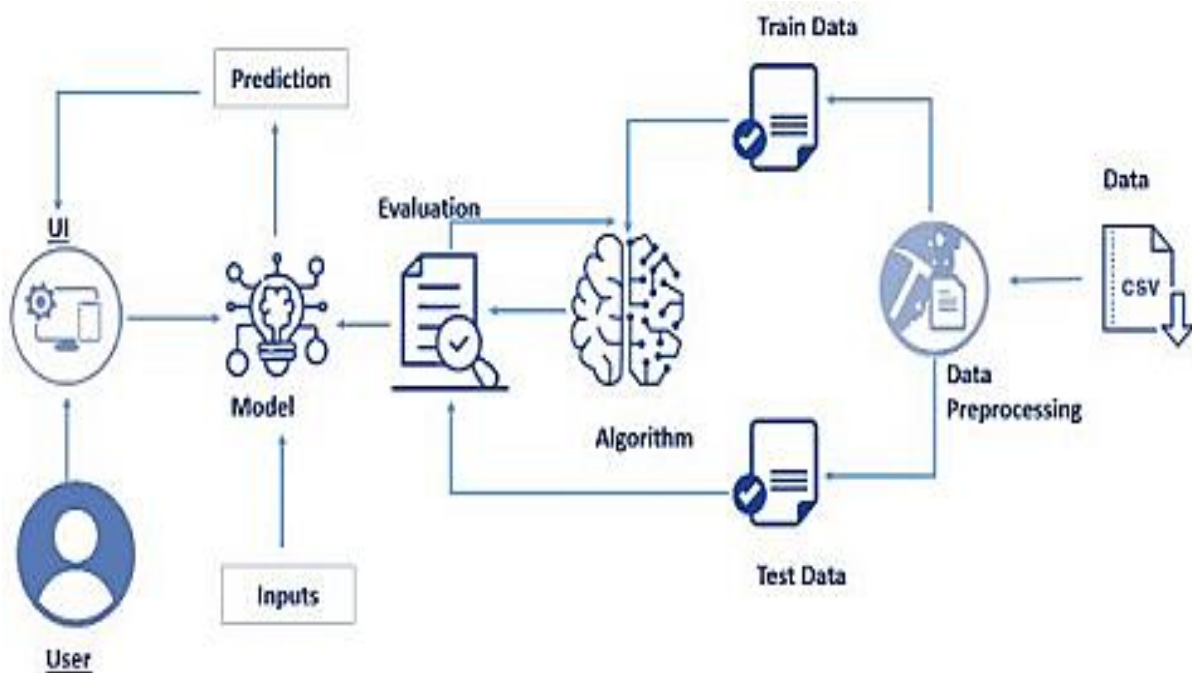 Train Data
Prediction
Data
Evaluation
UI
CSV
Model
Data
Preprocessing
Algorithm
Test Data
Inputs
User